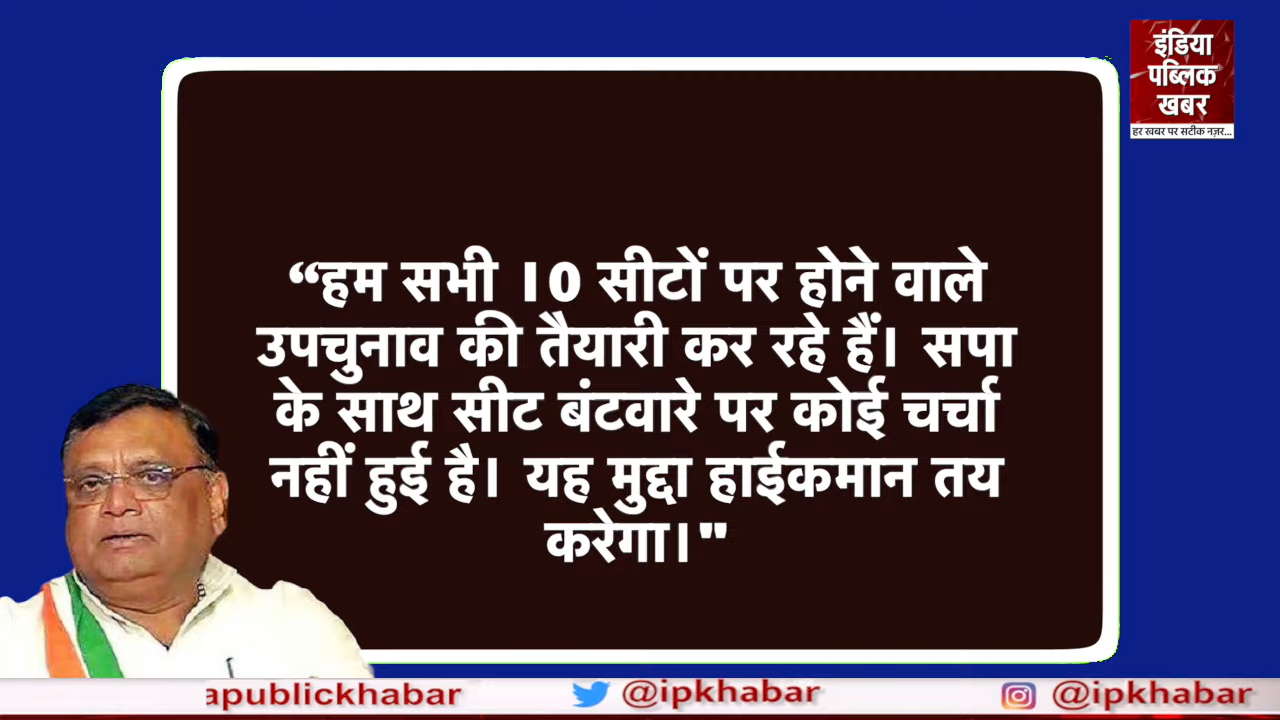 इंडिया
पब्लिक
खबर
हर खबर पर सटीक नज़र...
“हम सभी 10 सीटों पर होने वाले
उपचुनाव की तैयारी कर रहे हैं। सपा
के साथ सीट बंटवारे पर कोई चर्चा
नहीं हुई है। यह मुद्दा हाईकमान तय
करेगा।"
apublickhabar @ipkhabar @ipkhabar